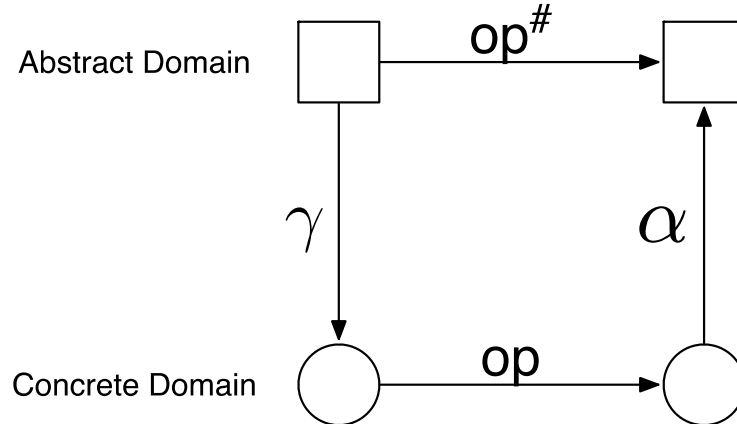 op#
Abstract Domain
γ
α
op
Concrete Domain